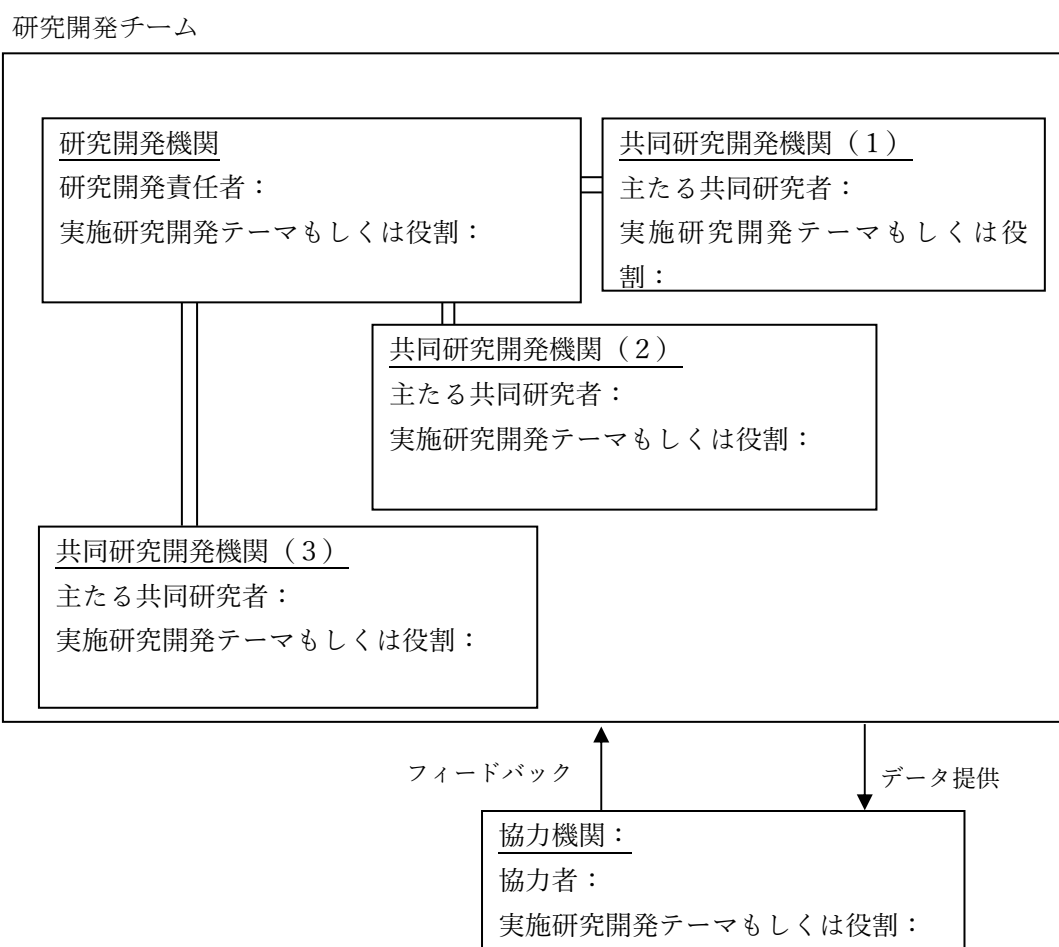 研究開発チーム
研究開発機関
研究開発責任者：
実施研究開発テーマもしくは役割：
共同研究開発機関（１）
主たる共同研究者：
実施研究開発テーマもしくは役
割：
共同研究開発機関（２）
主たる共同研究者：
実施研究開発テーマもしくは役割：
共同研究開発機関（３）
主たる共同研究者：
実施研究開発テーマもしくは役割：
フィードバック
データ提供
協力機関：
協力者：
実施研究開発テーマもしくは役割：